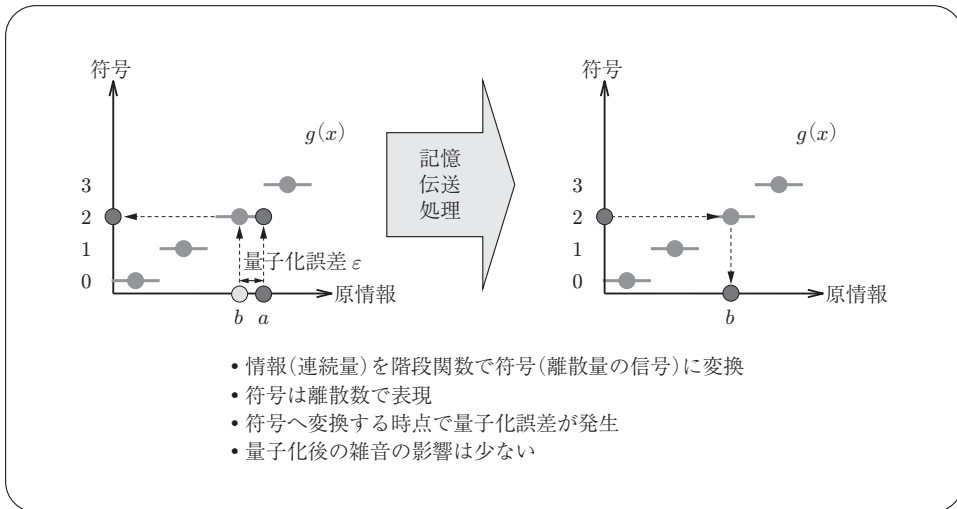 符号
g(x)
3
2
1
0
量子化誤差 ε
原情報
b
a
記憶
伝送
処理
符号
g(x)
3
2
1
0
原情報
b
• 情報(連続量)を階段関数で符号(離散量の信号)に変換
• 符号は離散数で表現
• 符号へ変換する時点で量子化誤差が発生
• 量子化後の雑音の影響は少ない